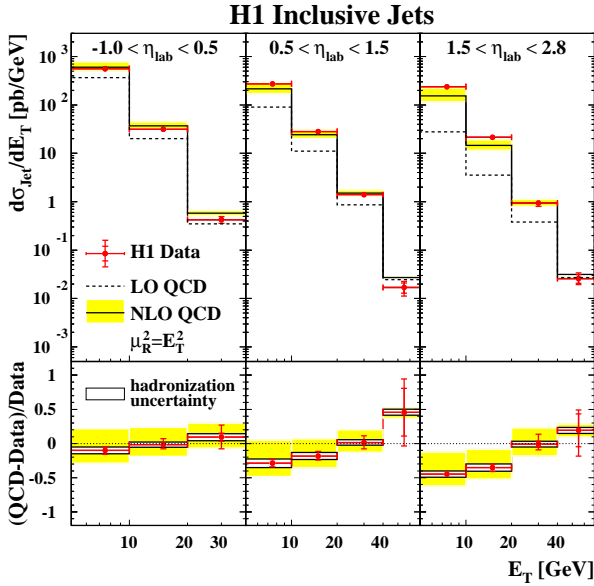 H1 Inclusive Jets
-1.0 < η_lab < 0.5
0.5 < η_lab < 1.5
1.5 < η_lab < 2.8
dσ_Jet/dE_T [pb/GeV]
10^3
10^2
10
1
10^-1
10^-2
10^-3
H1 Data
LO QCD
NLO QCD
μ_R^2=E_T^2
(QCD-Data)/Data
1
0.5
0
-0.5
-1
hadronization
uncertainty
10 20 30 10 20 40 10 20 40
E_T [GeV]